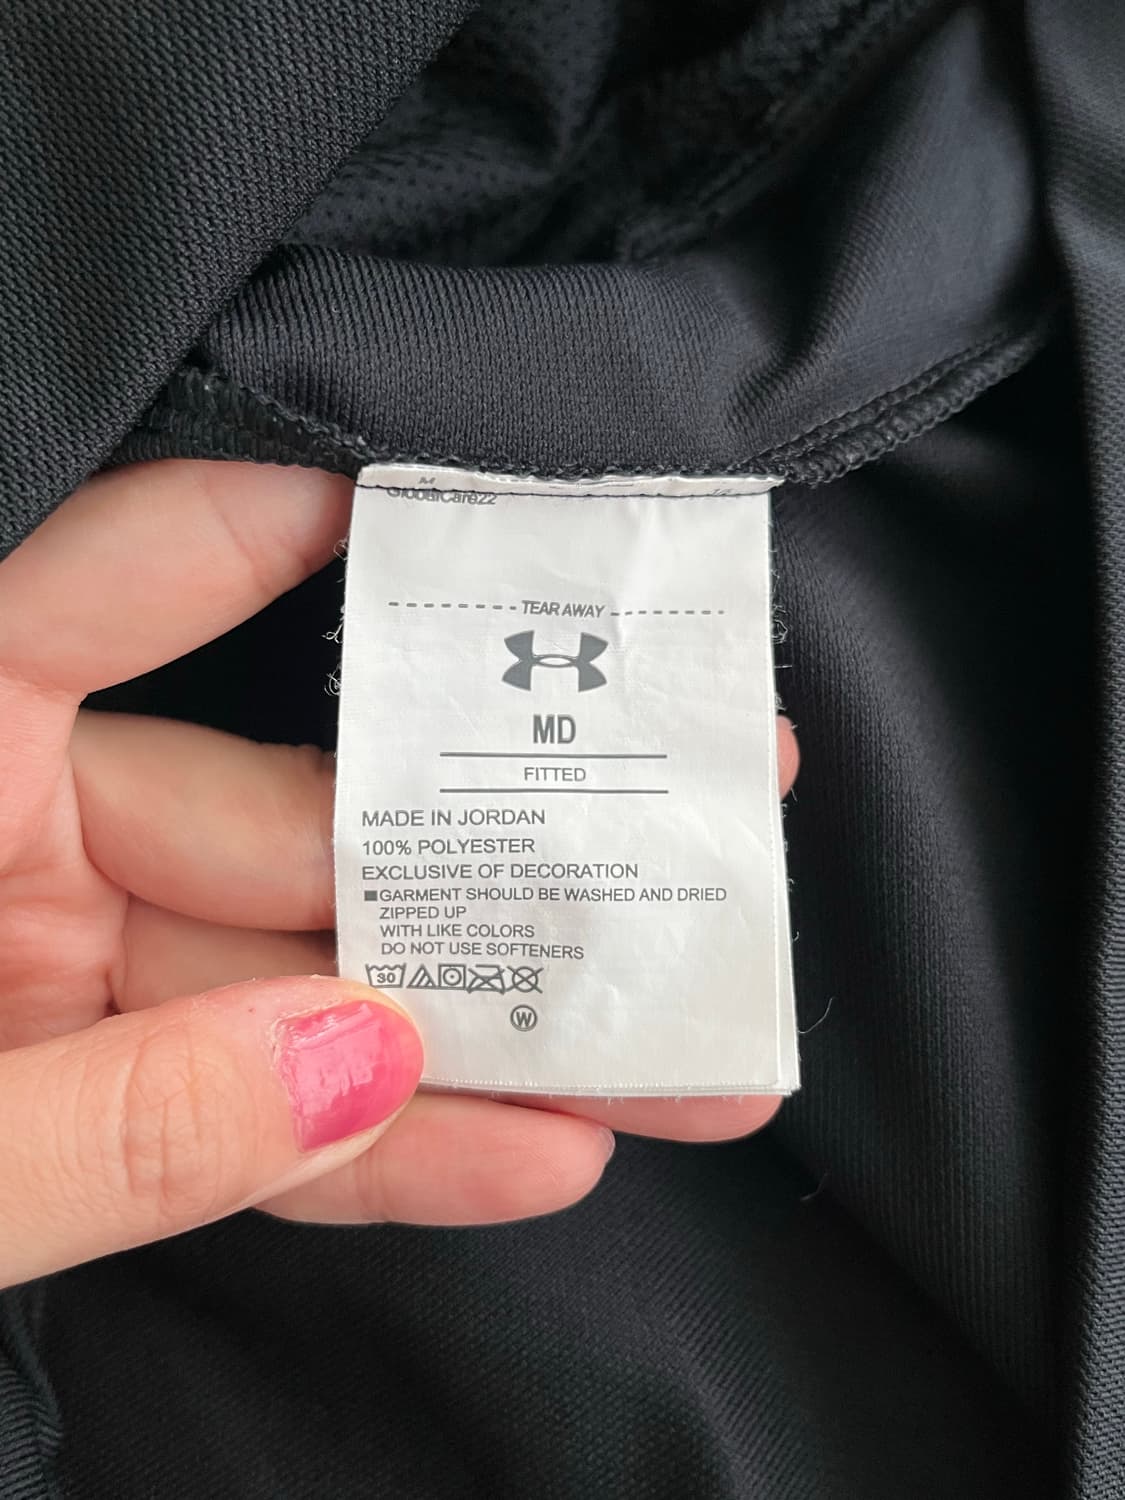 GlobalCare22
TEAR AWAY
MD
FITTED
MADE IN JORDAN
100% POLYESTER
EXCLUSIVE OF DECORATION
GARMENT SHOULD BE WASHED AND DRIED
ZIPPED UP
WITH LIKE COLORS
DO NOT USE SOFTENERS
30
W